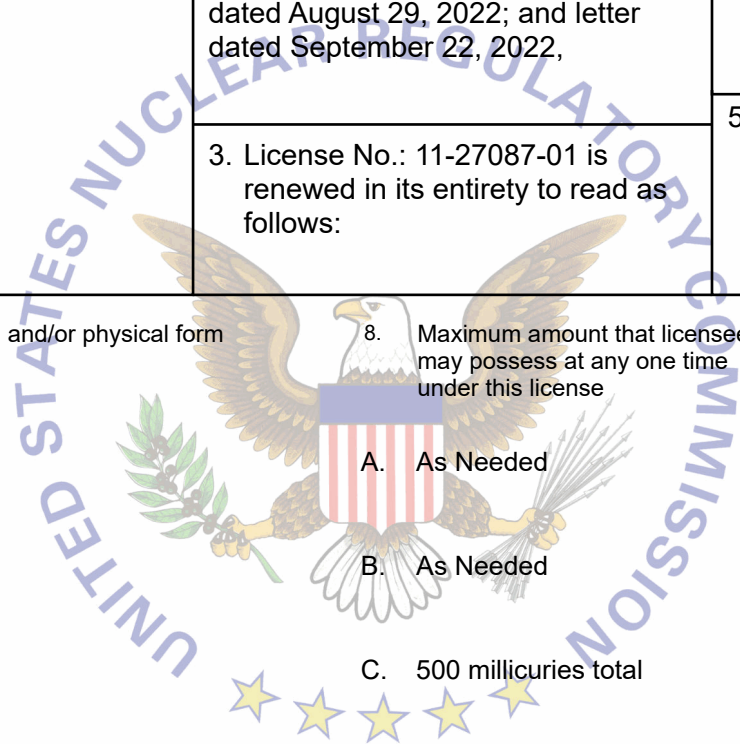 dated August 29, 2022; and letter
dated September 22, 2022,
5
3. License No.: 11-27087-01 is
renewed in its entirety to read as
follows:
and/or physical form
8. Maximum amount that licensee
may possess at any one time
under this license
A. As Needed
B. As Needed
C. 500 millicuries total
UNITED STATES NUCLEAR REGULATORY COMMISSION